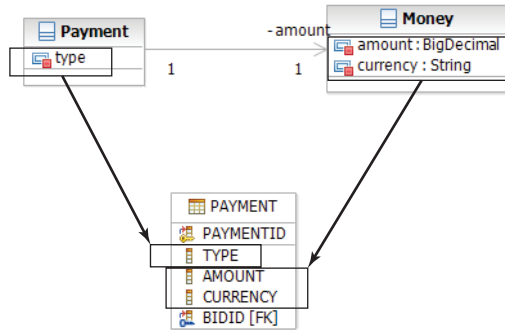 Payment
type
-amount
1
1
Money
amount : BigDecimal
currency : String
PAYMENT
PAYMENTID
TYPE
AMOUNT
CURRENCY
BIDID [FK]